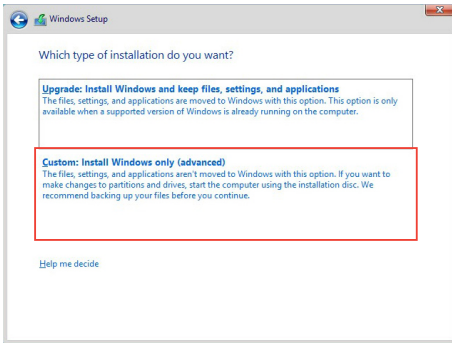 Windows Setup
Which type of installation do you want?
Upgrade: Install Windows and keep files, settings, and applications
The files, settings, and applications are moved to Windows with this option. This option is only
available when a supported version of Windows is already running on the computer.
Custom: Install Windows only (advanced)
The files, settings, and applications aren't moved to Windows with this option. If you want to
make changes to partitions and drives, start the computer using the installation disc. We
recommend backing up your files before you continue.
Help me decide